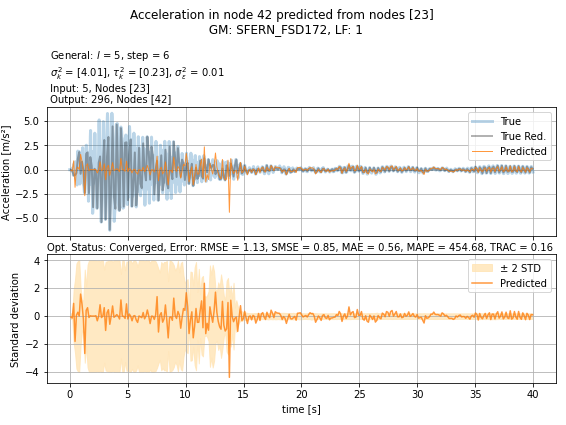 Acceleration in node 42 predicted from nodes [23]
GM: SFERN_FSD172, LF: 1
General: l = 5, step = 6
σ²ₖ = [4.01], τ²ₖ = [0.23], σ²ε = 0.01
Input: 5, Nodes [23]
Output: 296, Nodes [42]
Acceleration [m/s²]
5.0
2.5
0.0
−2.5
−5.0
True
True Red.
Predicted
Opt. Status: Converged, Error: RMSE = 1.13, SMSE = 0.85, MAE = 0.56, MAPE = 454.68, TRAC = 0.16
Standard deviation
4
2
0
−2
−4
± 2 STD
Predicted
0 5 10 15 20 25 30 35 40
time [s]